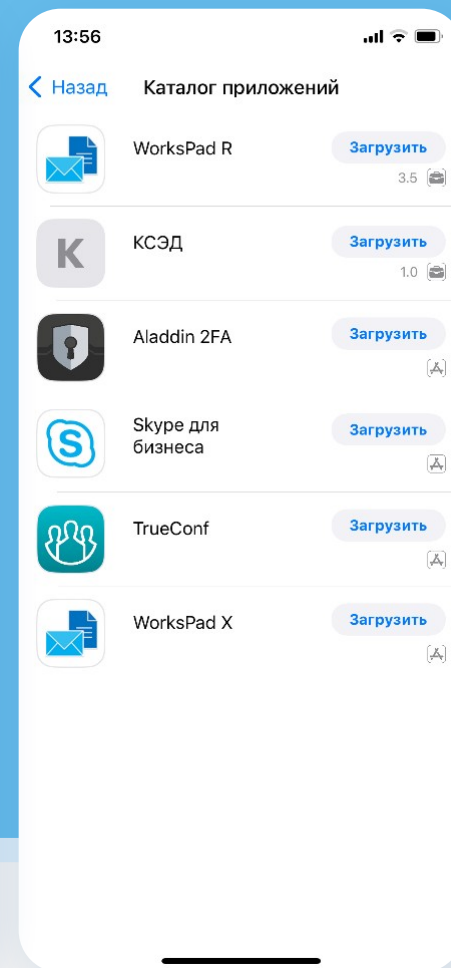 13:56
Назад Каталог приложений
WorksPad R Загрузить
3.5
К КСЭД Загрузить
1.0
Aladdin 2FA Загрузить
S Skype для
бизнеса Загрузить
TrueConf Загрузить
WorksPad X Загрузить